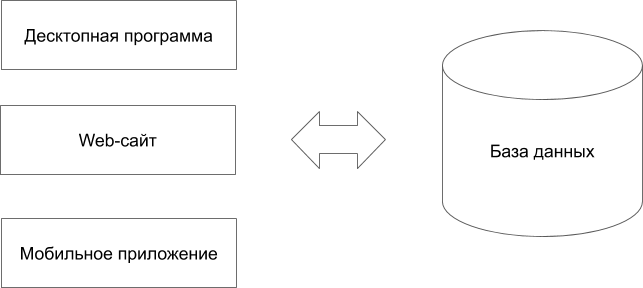 Десктопная программа
Web-сайт
База данных
Мобильное приложение